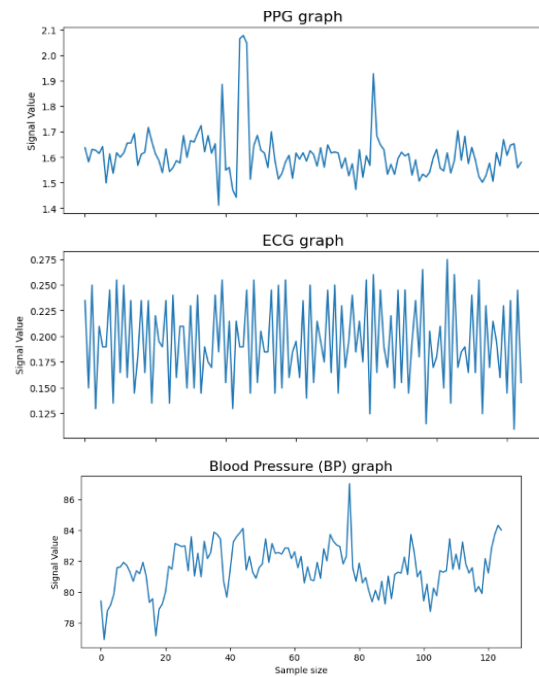 PPG graph
2.1
2.0
1.9
1.8
1.7
1.6
1.5
1.4
Signal Value
ECG graph
0.275
0.250
0.225
0.200
0.175
0.150
0.125
Signal Value
Blood Pressure (BP) graph
86
84
82
80
78
Signal Value
0 20 40 60 80 100 120
Sample size